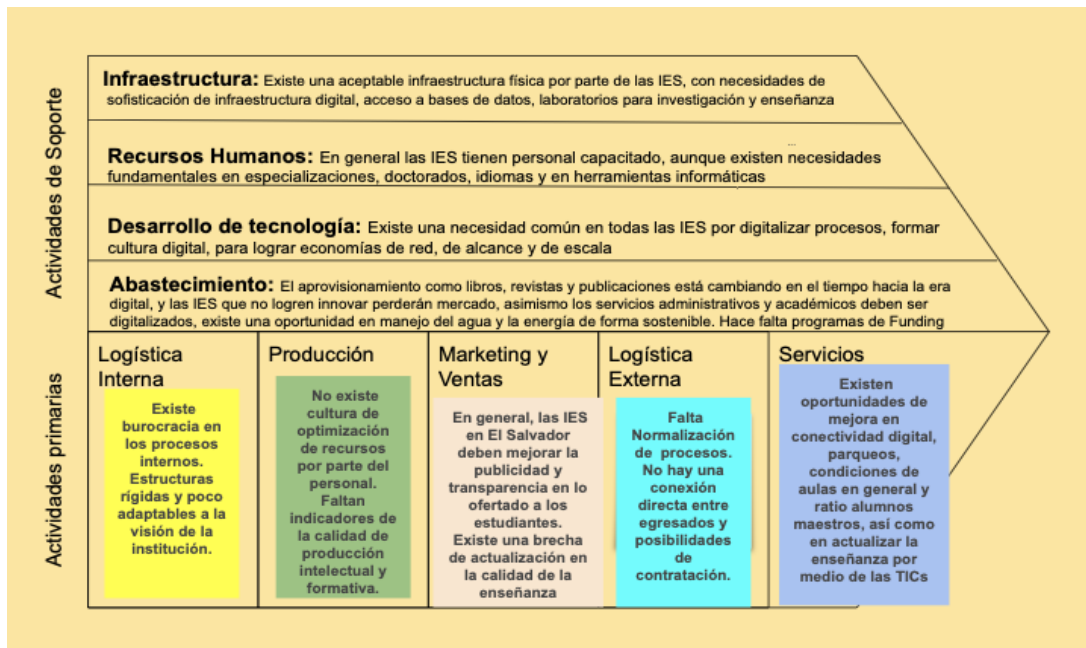 Actividades de Soporte
Infraestructura: Existe una aceptable infraestructura física por parte de las IES, con necesidades de
sofisticación de infraestructura digital, acceso a bases de datos, laboratorios para investigación y enseñanza
Recursos Humanos: En general las IES tienen personal capacitado, aunque existen necesidades
fundamentales en especializaciones, doctorados, idiomas y en herramientas informáticas
Desarrollo de tecnología: Existe una necesidad común en todas las IES por digitalizar procesos, formar
cultura digital, para lograr economías de red, de alcance y de escala
Abastecimiento: El aprovisionamiento como libros, revistas y publicaciones está cambiando en el tiempo hacia la era
digital, y las IES que no logren innovar perderán mercado, asimismo los servicios administrativos y académicos deben ser
digitalizados, existe una oportunidad en manejo del agua y la energía de forma sostenible. Hace falta programas de Funding
Actividades primarias
Logística
Interna
Existe
burocracia en
los procesos
internos.
Estructuras
rígidas y poco
adaptables a la
visión de la
institución.
Producción
No existe
cultura de
optimización
de recursos
por parte del
personal.
Faltan
indicadores de
la calidad de
producción
intelectual y
formativa.
Marketing y
Ventas
En general, las IES
en El Salvador
deben mejorar la
publicidad y
transparencia en lo
ofertado a los
estudiantes.
Existe una brecha
de actualización en
la calidad de la
enseñanza
Logística
Externa
Falta
Normalización
de procesos.
No hay una
conexión
directa entre
egresados y
posibilidades
de
contratación.
Servicios
Existen
oportunidades de
mejora en
conectividad digital,
parqueos,
condiciones de
aulas en general y
ratio alumnos
maestros, así como
en actualizar la
enseñanza por
medio de las TICs